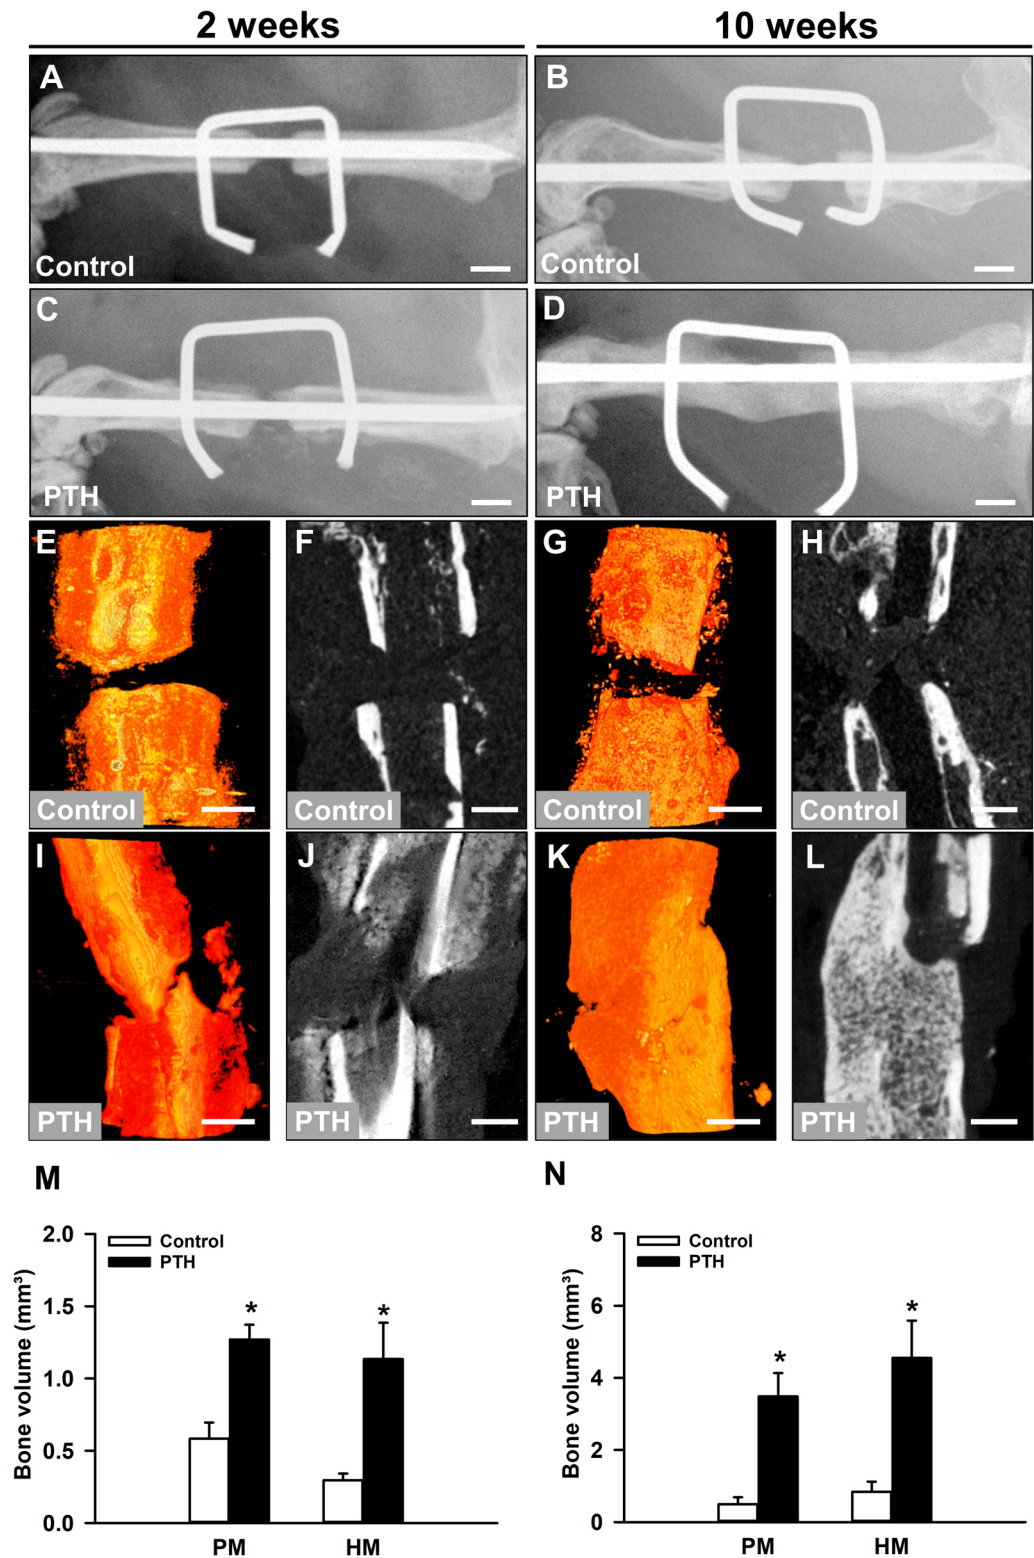 2 weeks
10 weeks
A
B
Control
Control
C
D
PTH
PTH
E
F
G
H
Control
Control
Control
Control
I
J
K
L
PTH
PTH
PTH
PTH
M
N
2.0
1.5
1.0
0.5
0.0
Bone volume (mm³)
Control
PTH
*
*
PM
HM
8
6
4
2
0
Bone volume (mm³)
Control
PTH
*
*
PM
HM